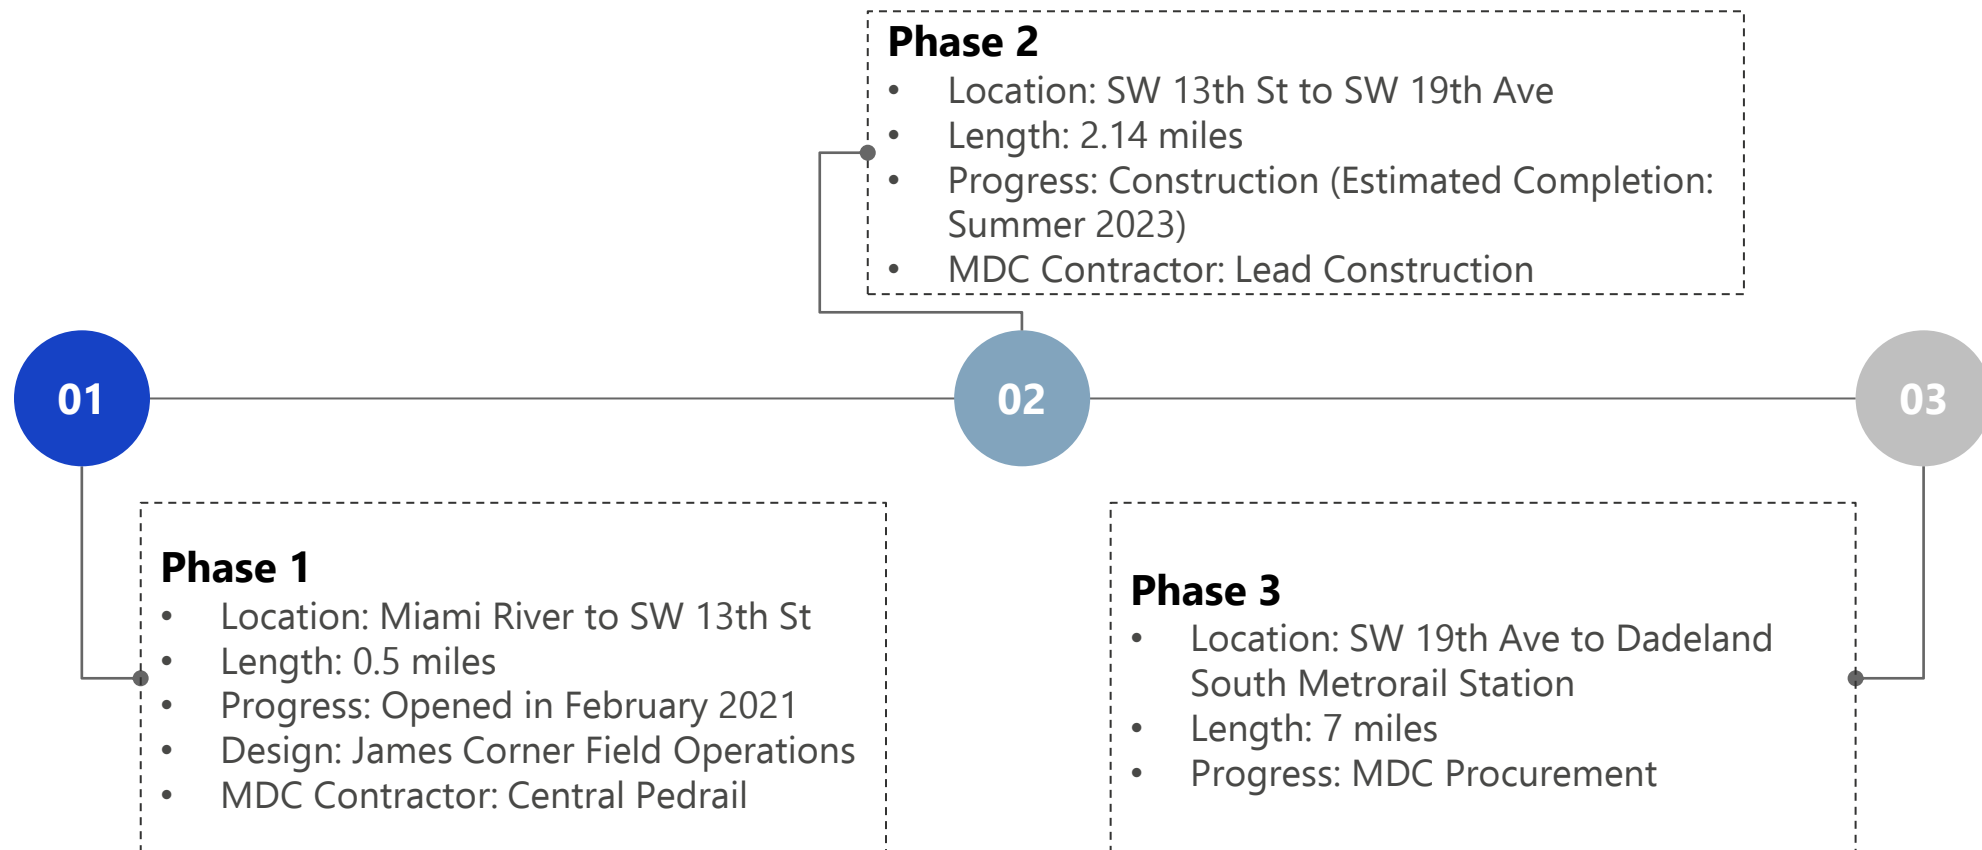 Phase 2
• Location: SW 13th St to SW 19th Ave
• Length: 2.14 miles
• Progress: Construction (Estimated Completion:
Summer 2023)
• MDC Contractor: Lead Construction
01
02
03
Phase 1
• Location: Miami River to SW 13th St
• Length: 0.5 miles
• Progress: Opened in February 2021
• Design: James Corner Field Operations
• MDC Contractor: Central Pedrail
Phase 3
• Location: SW 19th Ave to Dadeland
South Metrorail Station
• Length: 7 miles
• Progress: MDC Procurement